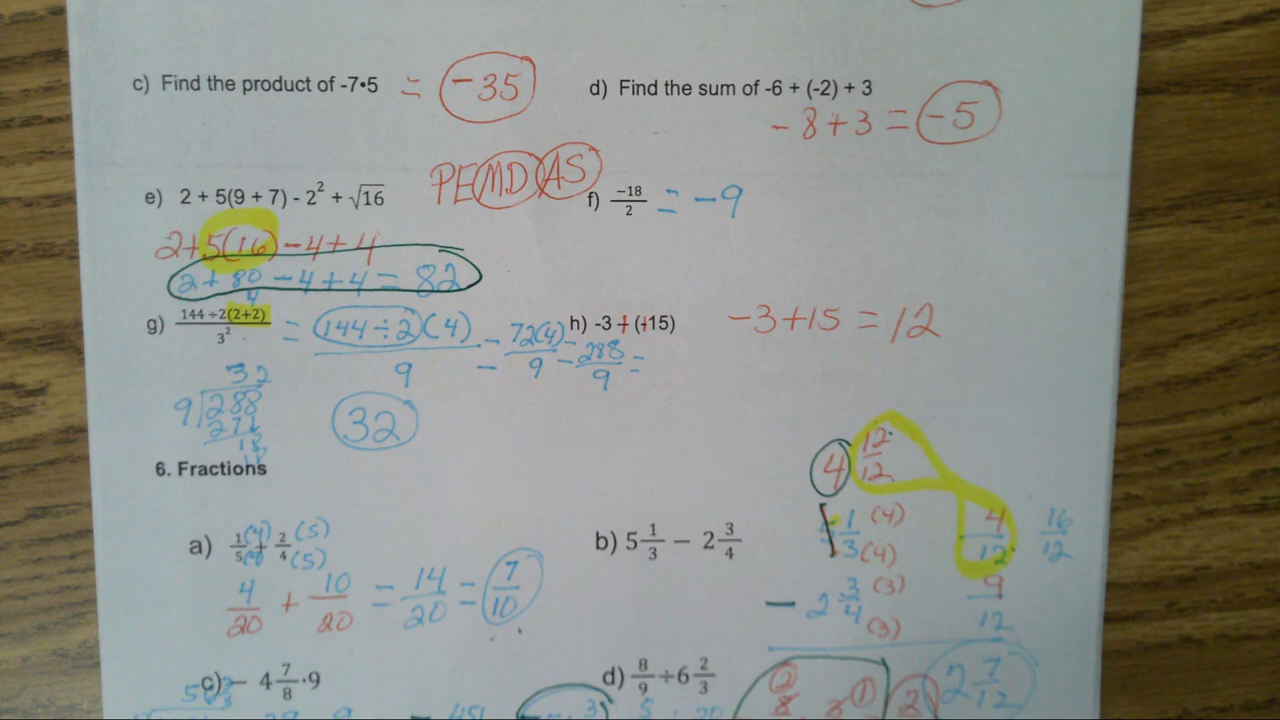 c) Find the product of -7•5 = -35
d) Find the sum of -6 + (-2) + 3
-8+3 = -5
PEMDAS
e) 2 + 5(9 + 7) - 2² + √16
f) -18/2 = -9
2+5(16)-4+4
2+80-4+4=82
4
g) 144 ÷ 2(2+2)/3² = (144÷2)(4)/9 = 72(4)/9 = 288/9 =
h) -3 + (+15)
-3+15 = 12
32
9)288
32
6. Fractions
4 12/12
a) 1(4)/5(4) + 2(5)/4(5)
4/20 + 10/20 = 14/20 = 7/10
b) 5 1/3 − 2 3/4
1/3 (4)/(4) 4/12 16/12
- 2 3/4 (3)/(3) 9/12
2 7/12
c) - 4 7/8 · 9
d) 8/9 ÷ 6 2/3